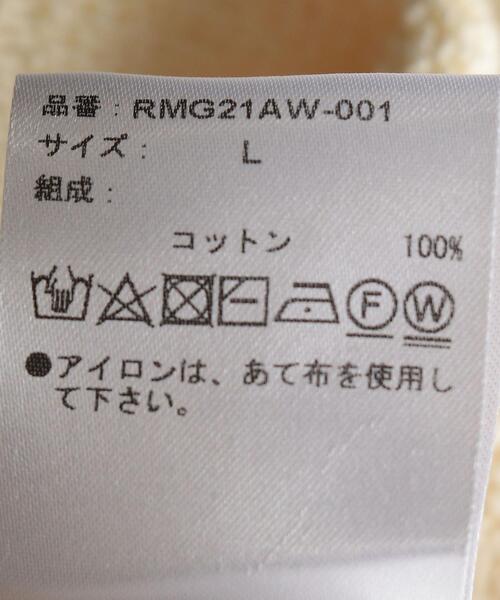 品番：RMG21AW-001
サイズ： L
組成：
コットン 100%
F W
●アイロンは、あて布を使用し
て下さい。